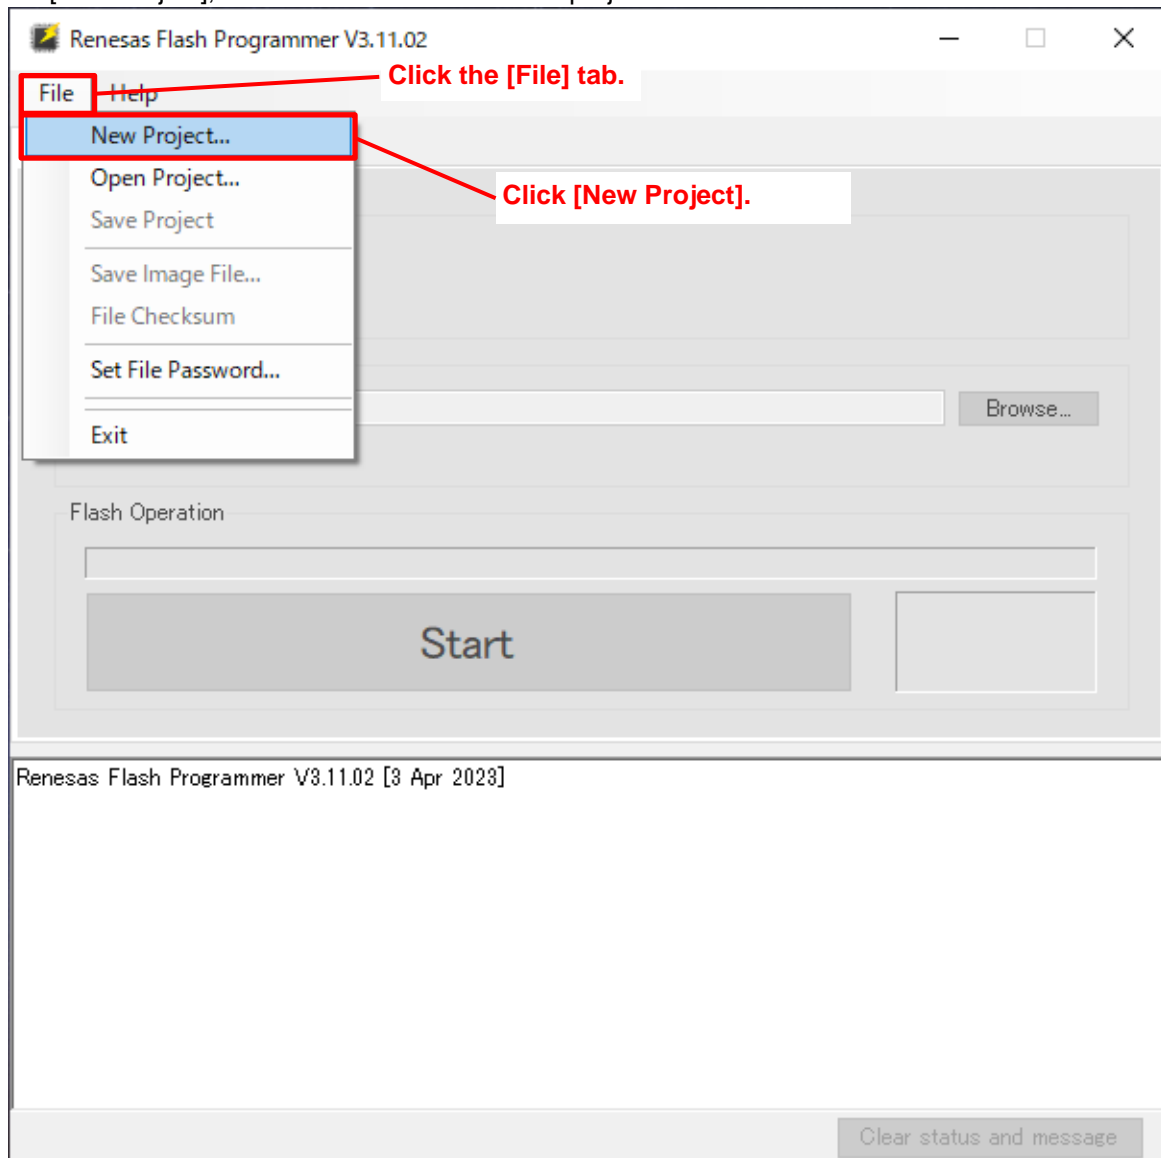 Renesas Flash Programmer V3.11.02
Click the [File] tab.
File Help
New Project...
Open Project...
Click [New Project].
Save Project
Save Image File...
File Checksum
Set File Password...
Browse...
Exit
Flash Operation
Start
Renesas Flash Programmer V3.11.02 [3 Apr 2023]
Clear status and message